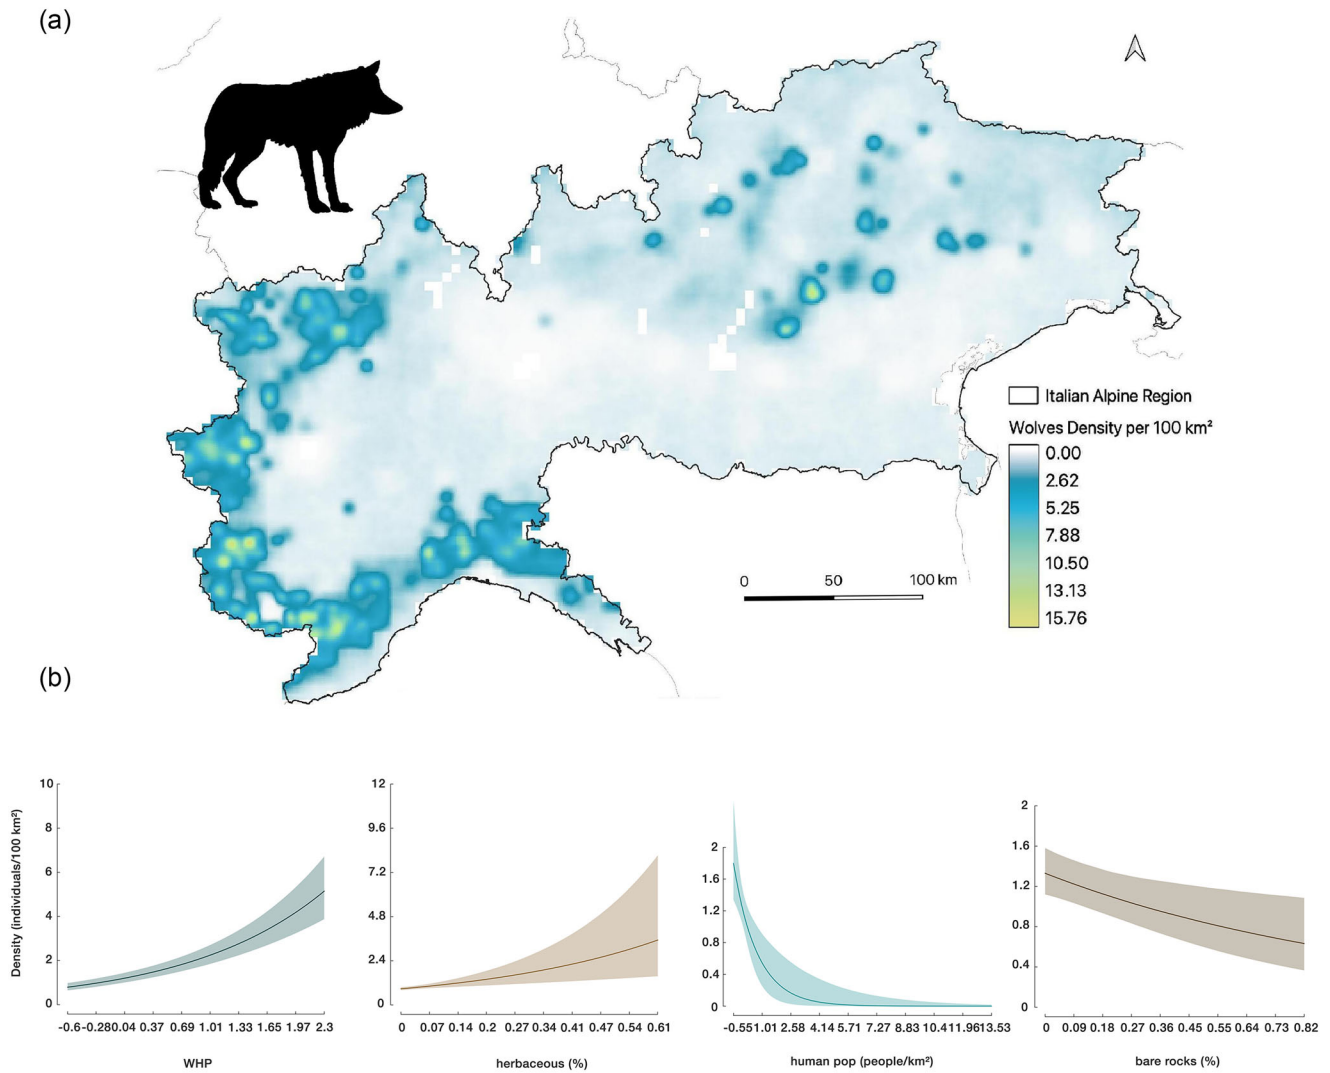 (a)
Italian Alpine Region
Wolves Density per 100 km²
0.00
2.62
5.25
7.88
10.50
13.13
15.76
0 50 100 km
(b)
Density (individuals/100 km²)
10
8
6
4
2
0
-0.6 -0.28 0.04 0.37 0.69 1.01 1.33 1.65 1.97 2.3
WHP
12
9.6
7.2
4.8
2.4
0
0 0.07 0.14 0.2 0.27 0.34 0.41 0.47 0.54 0.61
herbaceous (%)
2
1.6
1.2
0.8
0.4
0
-0.55 1.01 2.58 4.14 5.71 7.27 8.83 10.4 11.96 13.53
human pop (people/km²)
2
1.6
1.2
0.8
0.4
0
0 0.09 0.18 0.27 0.36 0.45 0.55 0.64 0.73 0.82
bare rocks (%)